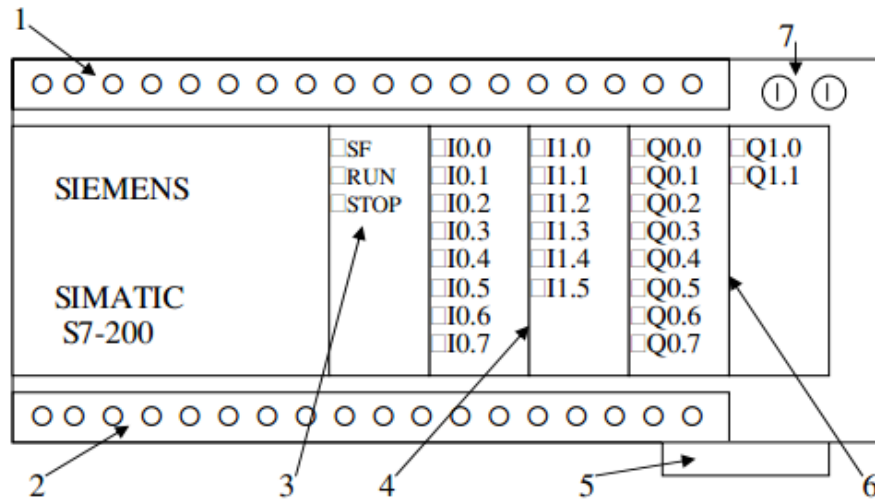 1
7
SIEMENS
SIMATIC
S7-200
SF
RUN
STOP
I0.0
I0.1
I0.2
I0.3
I0.4
I0.5
I0.6
I0.7
I1.0
I1.1
I1.2
I1.3
I1.4
I1.5
Q0.0
Q0.1
Q0.2
Q0.3
Q0.4
Q0.5
Q0.6
Q0.7
Q1.0
Q1.1
2
3
4
5
6